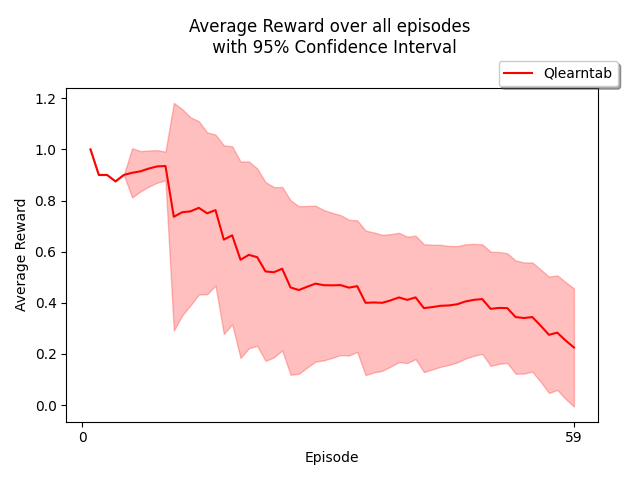 Average Reward over all episodes
with 95% Confidence Interval
Qlearntab
1.2
1.0
0.8
0.6
0.4
0.2
0.0
Average Reward
0
59
Episode